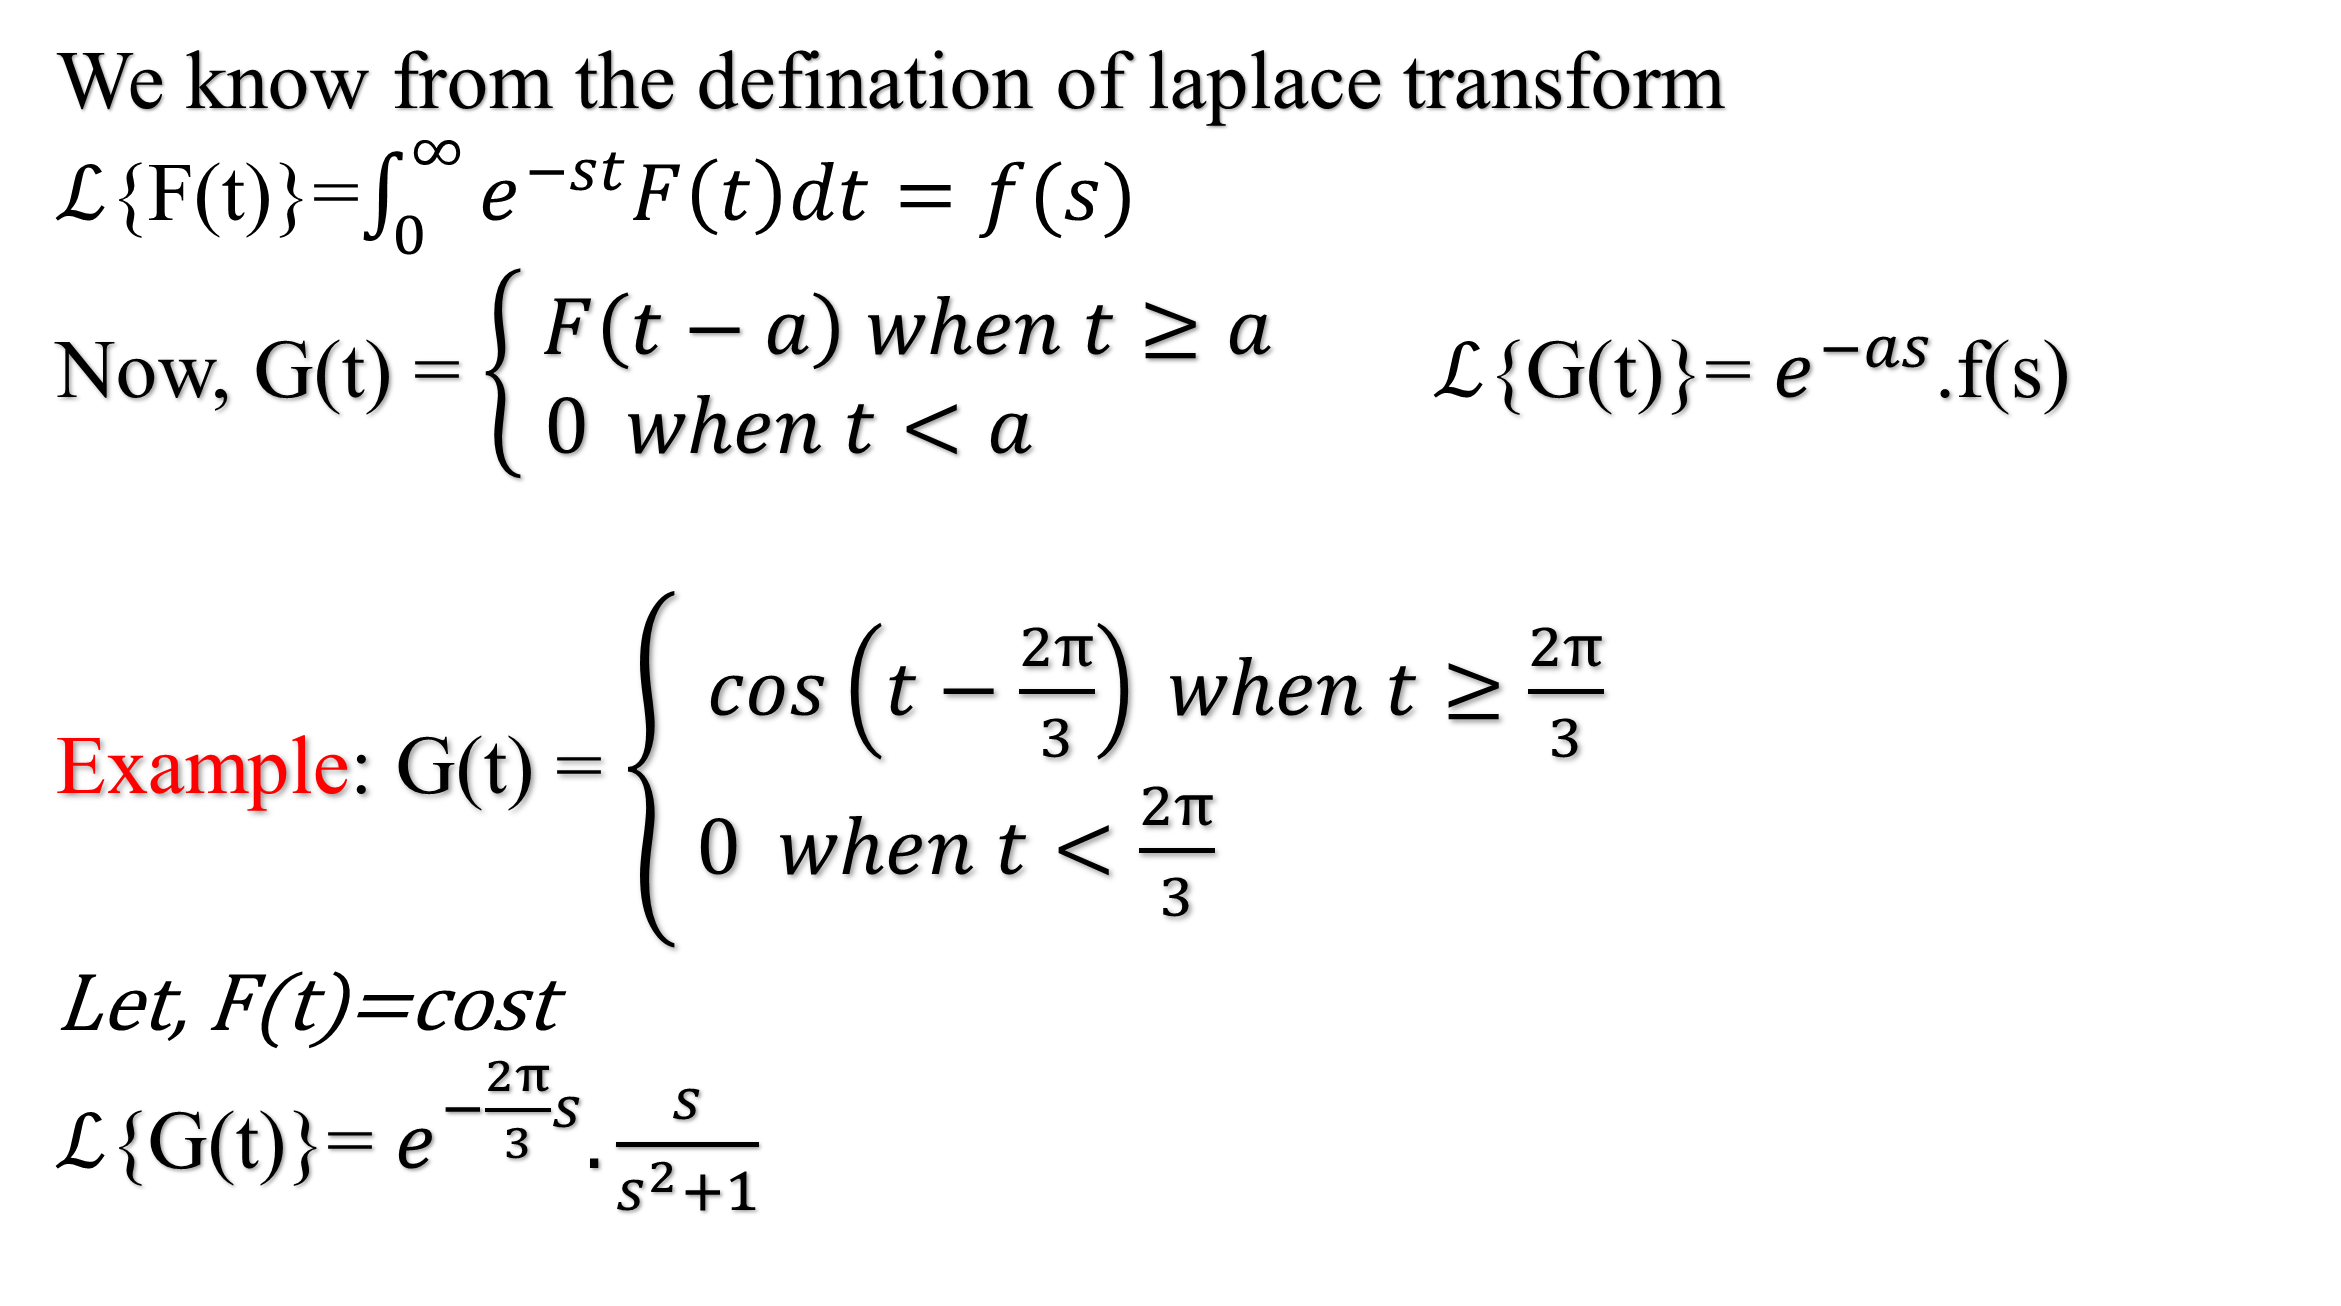 We know from the defination of laplace transform
ℒ{F(t)}=∫₀^∞ e^{−st}F(t)dt = f(s)
Now, G(t) = { F(t − a) when t ≥ a
0 when t < a
ℒ{G(t)}= e^{−as}.f(s)
Example: G(t) = { cos (t − 2π/3) when t ≥ 2π/3
0 when t < 2π/3
Let, F(t)=cost
ℒ{G(t)}= e^{−(2π/3)s}.s/(s²+1)